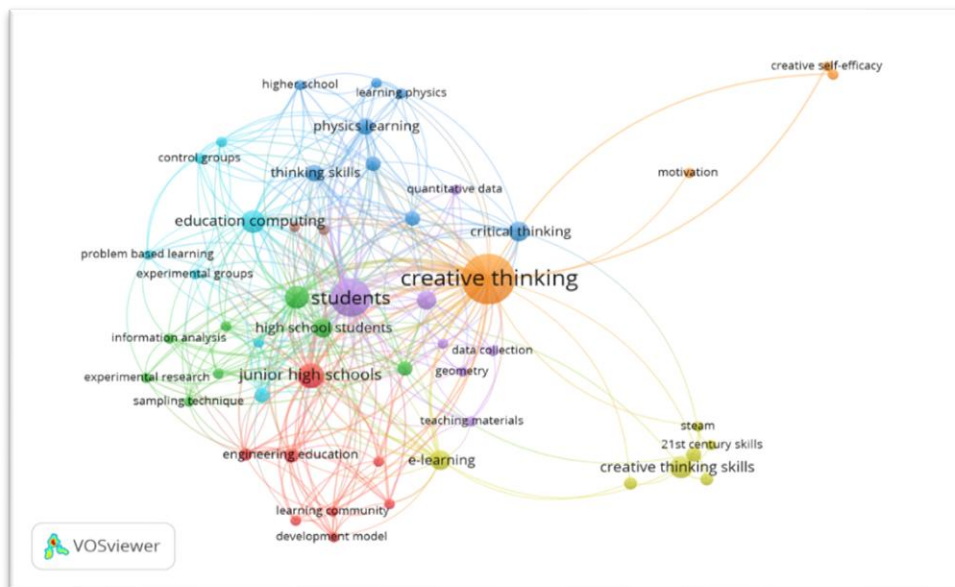 creative self-efficacy
higher school
learning physics
physics learning
control groups
thinking skills
motivation
quantitative data
education computing
critical thinking
problem based learning
experimental groups
creative thinking
students
high school students
information analysis
data collection
geometry
experimental research
junior high schools
sampling technique
teaching materials
steam
21st century skills
engineering education
e-learning
creative thinking skills
learning community
development model
VOSviewer